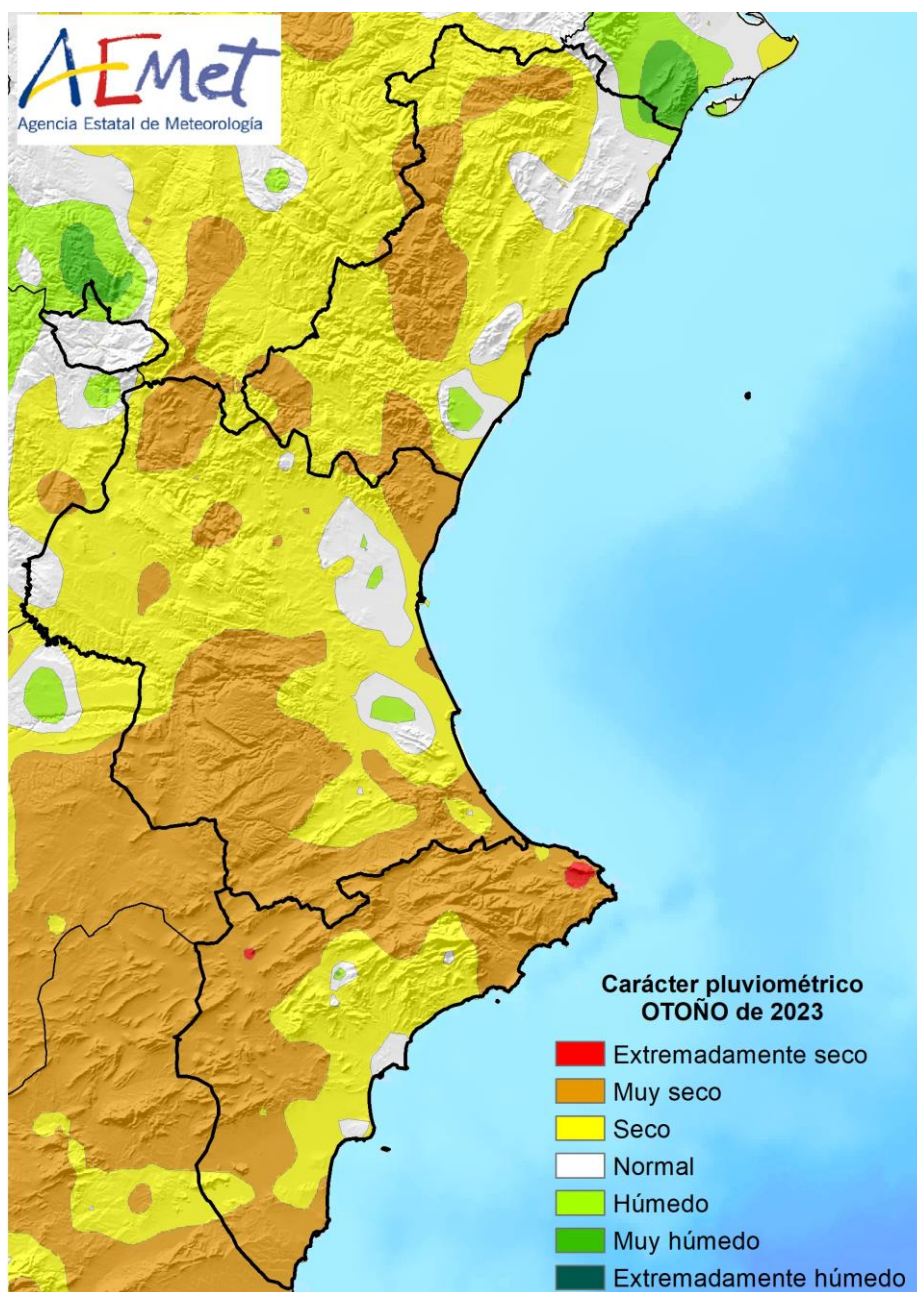 AEMet
Agencia Estatal de Meteorología
Carácter pluviométrico
OTOÑO de 2023
Extremadamente seco
Muy seco
Seco
Normal
Húmedo
Muy húmedo
Extremadamente húmedo